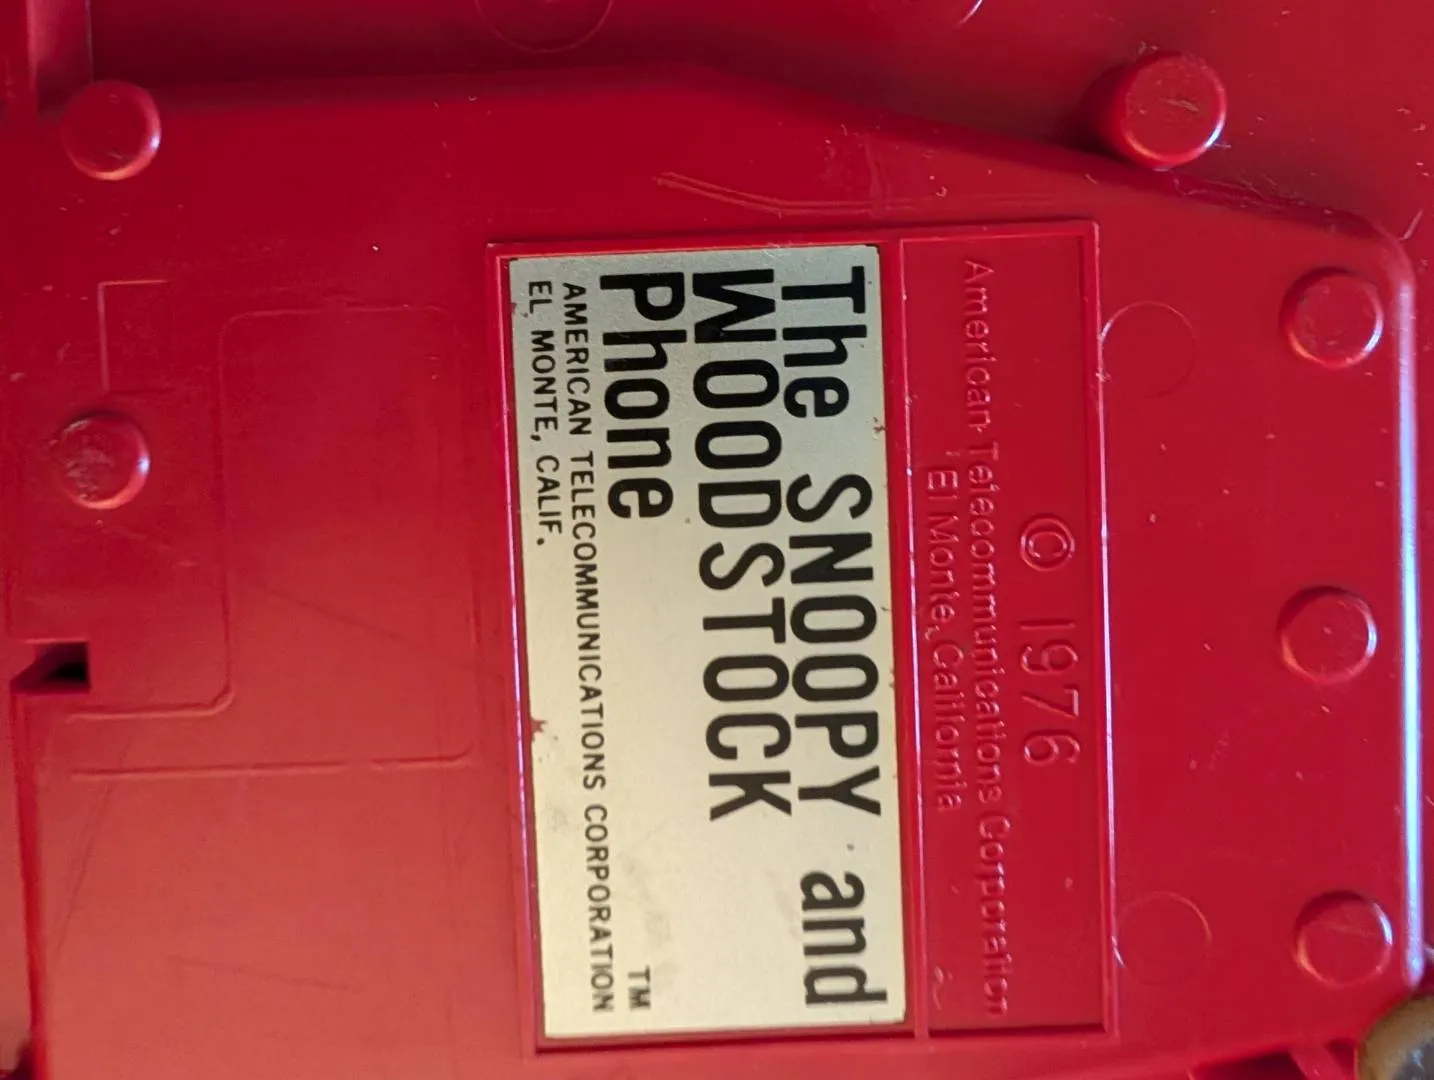 © 1976
American Telecommunications Corporation
El Monte, California
The SNOOPY and
WOODSTOCK
Phone TM
AMERICAN TELECOMMUNICATIONS CORPORATION
EL MONTE, CALIF.